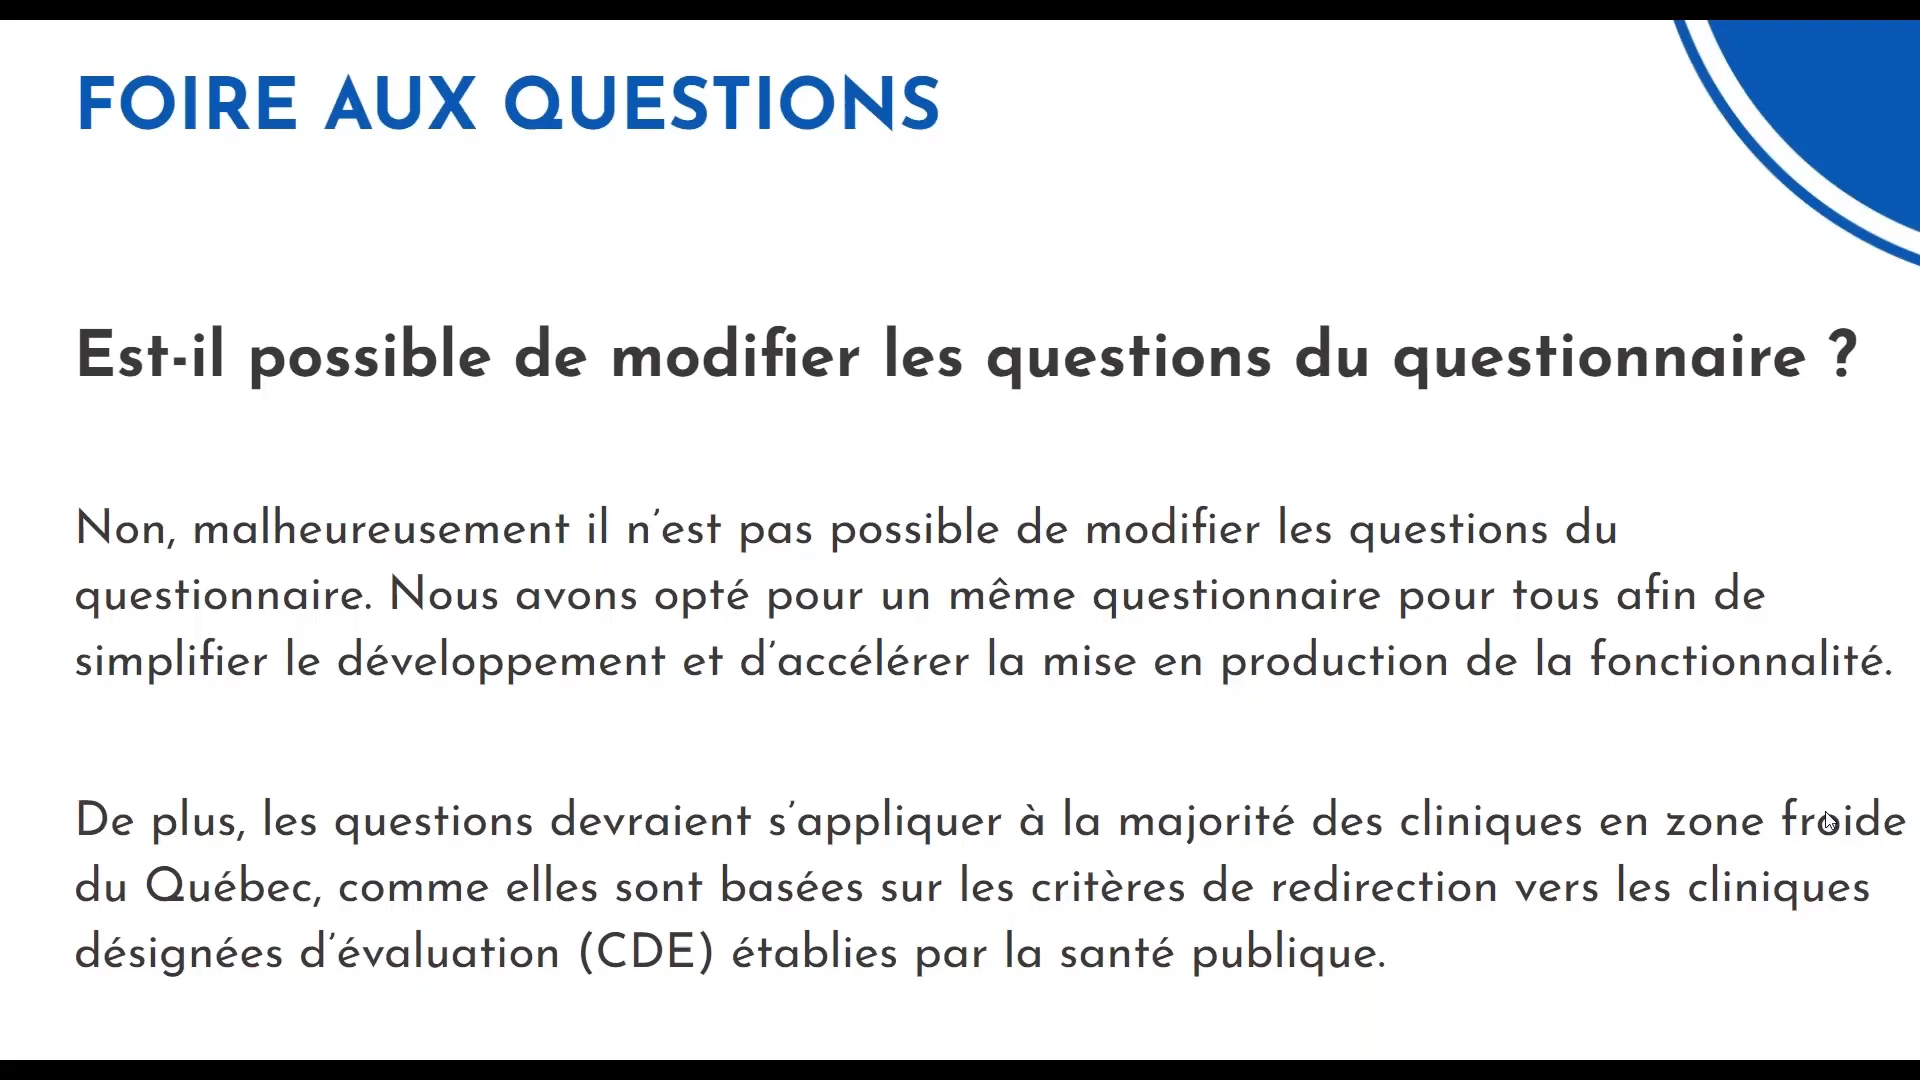 FOIRE AUX QUESTIONS
Est-il possible de modifier les questions du questionnaire ?
Non, malheureusement il n’est pas possible de modifier les questions du
questionnaire. Nous avons opté pour un même questionnaire pour tous afin de
simplifier le développement et d’accélérer la mise en production de la fonctionnalité.
De plus, les questions devraient s’appliquer à la majorité des cliniques en zone froide
du Québec, comme elles sont basées sur les critères de redirection vers les cliniques
désignées d’évaluation (CDE) établies par la santé publique.